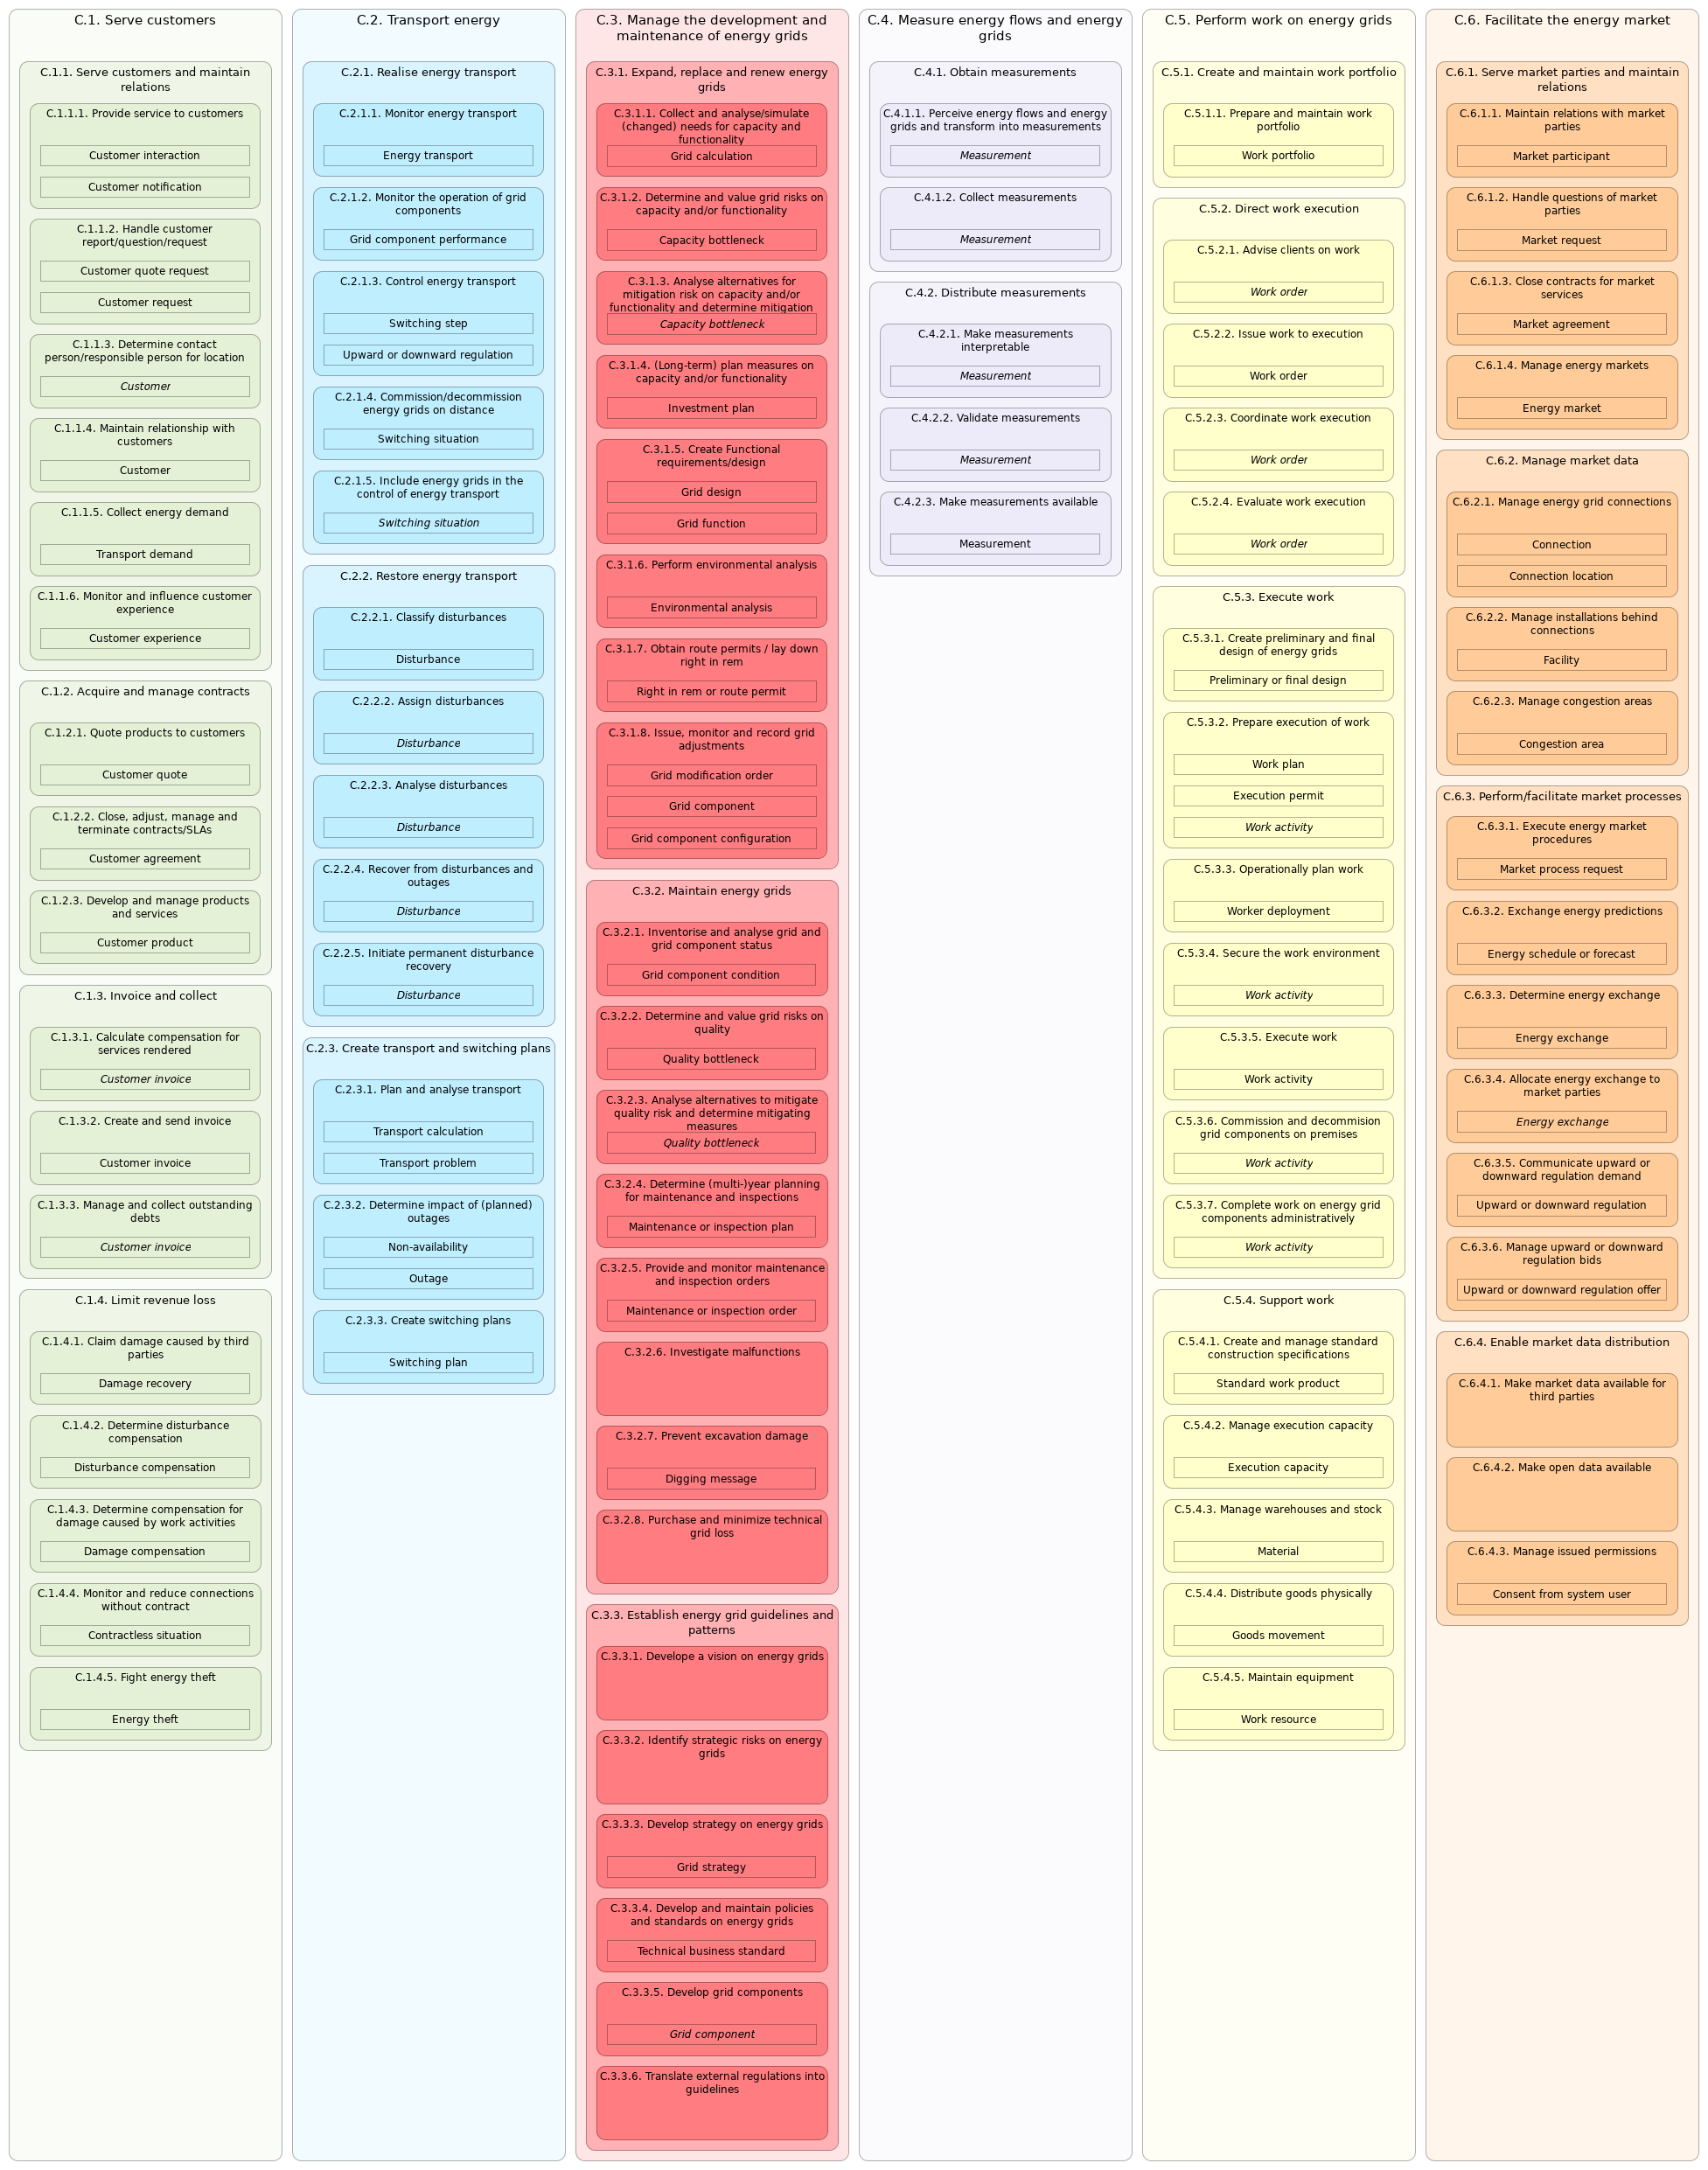 C.1. Serve customers
C.1.1. Serve customers and maintain
relations
C.1.1.1. Provide service to customers
Customer interaction
Customer notification
C.1.1.2. Handle customer
report/question/request
Customer quote request
Customer request
C.1.1.3. Determine contact
person/responsible person for location
Customer
C.1.1.4. Maintain relationship with
customers
Customer
C.1.1.5. Collect energy demand
Transport demand
C.1.1.6. Monitor and influence customer
experience
Customer experience
C.1.2. Acquire and manage contracts
C.1.2.1. Quote products to customers
Customer quote
C.1.2.2. Close, adjust, manage and
terminate contracts/SLAs
Customer agreement
C.1.2.3. Develop and manage products
and services
Customer product
C.1.3. Invoice and collect
C.1.3.1. Calculate compensation for
services rendered
Customer invoice
C.1.3.2. Create and send invoice
Customer invoice
C.1.3.3. Manage and collect outstanding
debts
Customer invoice
C.1.4. Limit revenue loss
C.1.4.1. Claim damage caused by third
parties
Damage recovery
C.1.4.2. Determine disturbance
compensation
Disturbance compensation
C.1.4.3. Determine compensation for
damage caused by work activities
Damage compensation
C.1.4.4. Monitor and reduce connections
without contract
Contractless situation
C.1.4.5. Fight energy theft
Energy theft
C.2. Transport energy
C.2.1. Realise energy transport
C.2.1.1. Monitor energy transport
Energy transport
C.2.1.2. Monitor the operation of grid
components
Grid component performance
C.2.1.3. Control energy transport
Switching step
Upward or downward regulation
C.2.1.4. Commission/decommission
energy grids on distance
Switching situation
C.2.1.5. Include energy grids in the
control of energy transport
Switching situation
C.2.2. Restore energy transport
C.2.2.1. Classify disturbances
Disturbance
C.2.2.2. Assign disturbances
Disturbance
C.2.2.3. Analyse disturbances
Disturbance
C.2.2.4. Recover from disturbances and
outages
Disturbance
C.2.2.5. Initiate permanent disturbance
recovery
Disturbance
C.2.3. Create transport and switching plans
C.2.3.1. Plan and analyse transport
Transport calculation
Transport problem
C.2.3.2. Determine impact of (planned)
outages
Non-availability
Outage
C.2.3.3. Create switching plans
Switching plan
C.3. Manage the development and
maintenance of energy grids
C.3.1. Expand, replace and renew energy
grids
C.3.1.1. Collect and analyse/simulate
(changed) needs for capacity and
functionality
Grid calculation
C.3.1.2. Determine and value grid risks on
capacity and/or functionality
Capacity bottleneck
C.3.1.3. Analyse alternatives for
mitigation risk on capacity and/or
functionality and determine mitigation
Capacity bottleneck
C.3.1.4. (Long-term) plan measures on
capacity and/or functionality
Investment plan
C.3.1.5. Create Functional
requirements/design
Grid design
Grid function
C.3.1.6. Perform environmental analysis
Environmental analysis
C.3.1.7. Obtain route permits / lay down
right in rem
Right in rem or route permit
C.3.1.8. Issue, monitor and record grid
adjustments
Grid modification order
Grid component
Grid component configuration
C.3.2. Maintain energy grids
C.3.2.1. Inventorise and analyse grid and
grid component status
Grid component condition
C.3.2.2. Determine and value grid risks on
quality
Quality bottleneck
C.3.2.3. Analyse alternatives to mitigate
quality risk and determine mitigating
measures
Quality bottleneck
C.3.2.4. Determine (multi-)year planning
for maintenance and inspections
Maintenance or inspection plan
C.3.2.5. Provide and monitor maintenance
and inspection orders
Maintenance or inspection order
C.3.2.6. Investigate malfunctions
C.3.2.7. Prevent excavation damage
Digging message
C.3.2.8. Purchase and minimize technical
grid loss
C.3.3. Establish energy grid guidelines and
patterns
C.3.3.1. Develope a vision on energy grids
C.3.3.2. Identify strategic risks on energy
grids
C.3.3.3. Develop strategy on energy grids
Grid strategy
C.3.3.4. Develop and maintain policies
and standards on energy grids
Technical business standard
C.3.3.5. Develop grid components
Grid component
C.3.3.6. Translate external regulations into
guidelines
C.4. Measure energy flows and energy
grids
C.4.1. Obtain measurements
C.4.1.1. Perceive energy flows and energy
grids and transform into measurements
Measurement
C.4.1.2. Collect measurements
Measurement
C.4.2. Distribute measurements
C.4.2.1. Make measurements
interpretable
Measurement
C.4.2.2. Validate measurements
Measurement
C.4.2.3. Make measurements available
Measurement
C.5. Perform work on energy grids
C.5.1. Create and maintain work portfolio
C.5.1.1. Prepare and maintain work
portfolio
Work portfolio
C.5.2. Direct work execution
C.5.2.1. Advise clients on work
Work order
C.5.2.2. Issue work to execution
Work order
C.5.2.3. Coordinate work execution
Work order
C.5.2.4. Evaluate work execution
Work order
C.5.3. Execute work
C.5.3.1. Create preliminary and final
design of energy grids
Preliminary or final design
C.5.3.2. Prepare execution of work
Work plan
Execution permit
Work activity
C.5.3.3. Operationally plan work
Worker deployment
C.5.3.4. Secure the work environment
Work activity
C.5.3.5. Execute work
Work activity
C.5.3.6. Commission and decommision
grid components on premises
Work activity
C.5.3.7. Complete work on energy grid
components administratively
Work activity
C.5.4. Support work
C.5.4.1. Create and manage standard
construction specifications
Standard work product
C.5.4.2. Manage execution capacity
Execution capacity
C.5.4.3. Manage warehouses and stock
Material
C.5.4.4. Distribute goods physically
Goods movement
C.5.4.5. Maintain equipment
Work resource
C.6. Facilitate the energy market
C.6.1. Serve market parties and maintain
relations
C.6.1.1. Maintain relations with market
parties
Market participant
C.6.1.2. Handle questions of market
parties
Market request
C.6.1.3. Close contracts for market
services
Market agreement
C.6.1.4. Manage energy markets
Energy market
C.6.2. Manage market data
C.6.2.1. Manage energy grid connections
Connection
Connection location
C.6.2.2. Manage installations behind
connections
Facility
C.6.2.3. Manage congestion areas
Congestion area
C.6.3. Perform/facilitate market processes
C.6.3.1. Execute energy market
procedures
Market process request
C.6.3.2. Exchange energy predictions
Energy schedule or forecast
C.6.3.3. Determine energy exchange
Energy exchange
C.6.3.4. Allocate energy exchange to
market parties
Energy exchange
C.6.3.5. Communicate upward or
downward regulation demand
Upward or downward regulation
C.6.3.6. Manage upward or downward
regulation bids
Upward or downward regulation offer
C.6.4. Enable market data distribution
C.6.4.1. Make market data available for
third parties
C.6.4.2. Make open data available
C.6.4.3. Manage issued permissions
Consent from system user